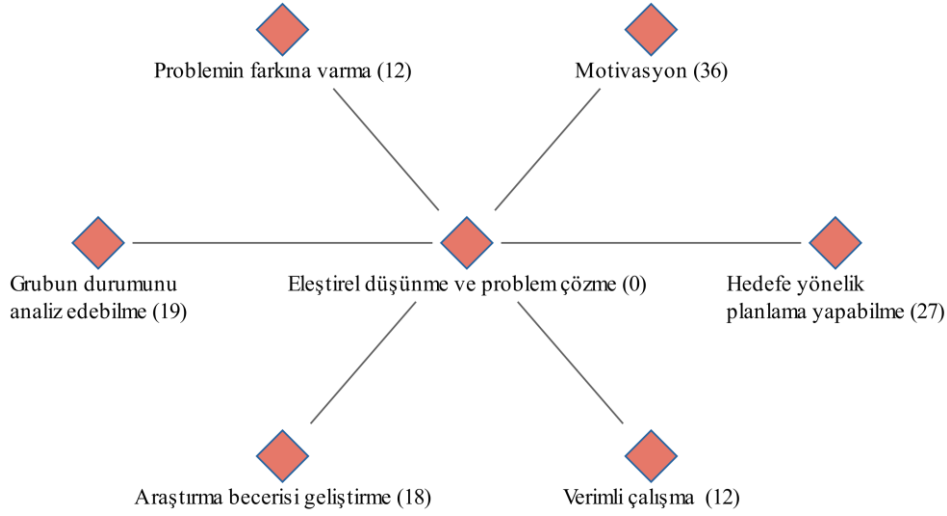 Problemin farkına varma (12)
Motivasyon (36)
Grubun durumunu
analiz edebilme (19)
Eleştirel düşünme ve problem çözme (0)
Hedefe yönelik
planlama yapabilme (27)
Araştırma becerisi geliştirme (18)
Verimli çalışma (12)